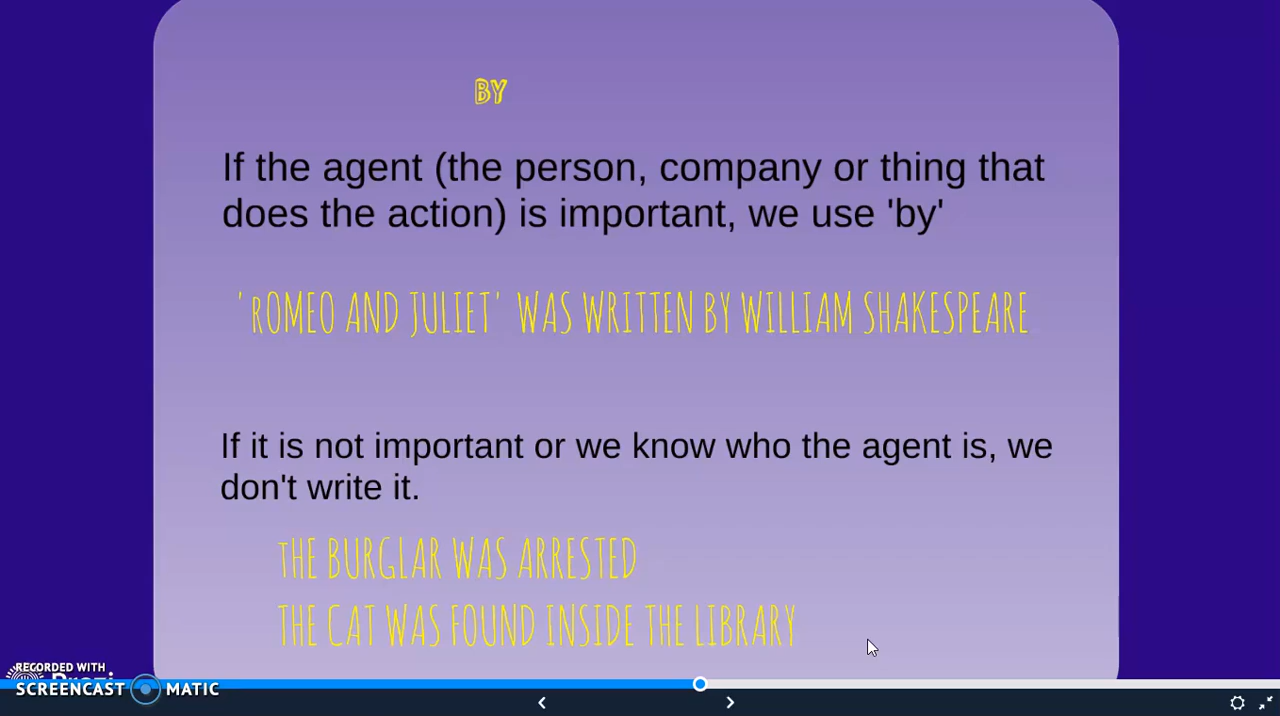 BY
If the agent (the person, company or thing that
does the action) is important, we use 'by'
'ROMEO AND JULIET' WAS WRITTEN BY WILLIAM SHAKESPEARE
If it is not important or we know who the agent is, we
don't write it.
THE BURGLAR WAS ARRESTED
THE CAT WAS FOUND INSIDE THE LIBRARY
RECORDED WITH
SCREENCAST MATIC